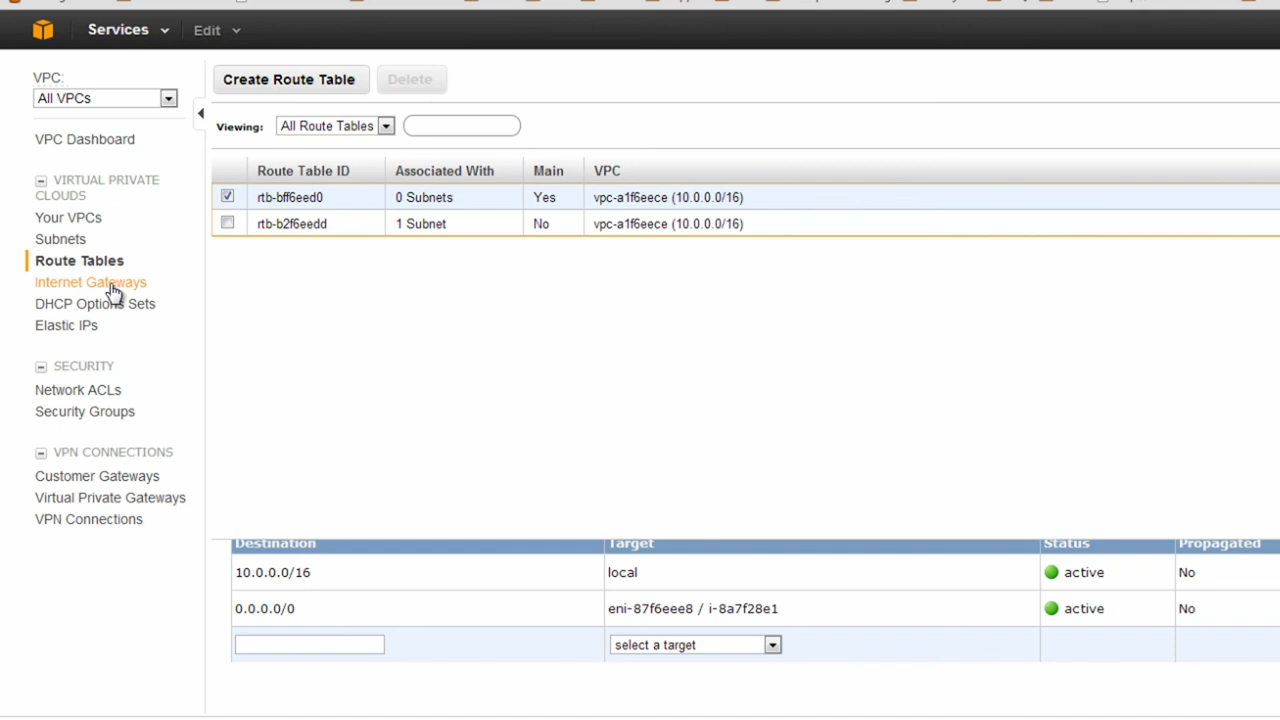 Services Edit
VPC:
All VPCs
VPC Dashboard
VIRTUAL PRIVATE
CLOUDS
Your VPCs
Subnets
Route Tables
Internet Gateways
DHCP Options Sets
Elastic IPs
SECURITY
Network ACLs
Security Groups
VPN CONNECTIONS
Customer Gateways
Virtual Private Gateways
VPN Connections
Create Route Table Delete
Viewing: All Route Tables
Route Table ID Associated With Main VPC
rtb-bff6eed0 0 Subnets Yes vpc-a1f6eece (10.0.0.0/16)
rtb-b2f6eedd 1 Subnet No vpc-a1f6eece (10.0.0.0/16)
Destination Target Status Propagated
10.0.0.0/16 local active No
0.0.0.0/0 eni-87f6eee8 / i-8a7f28e1 active No
select a target